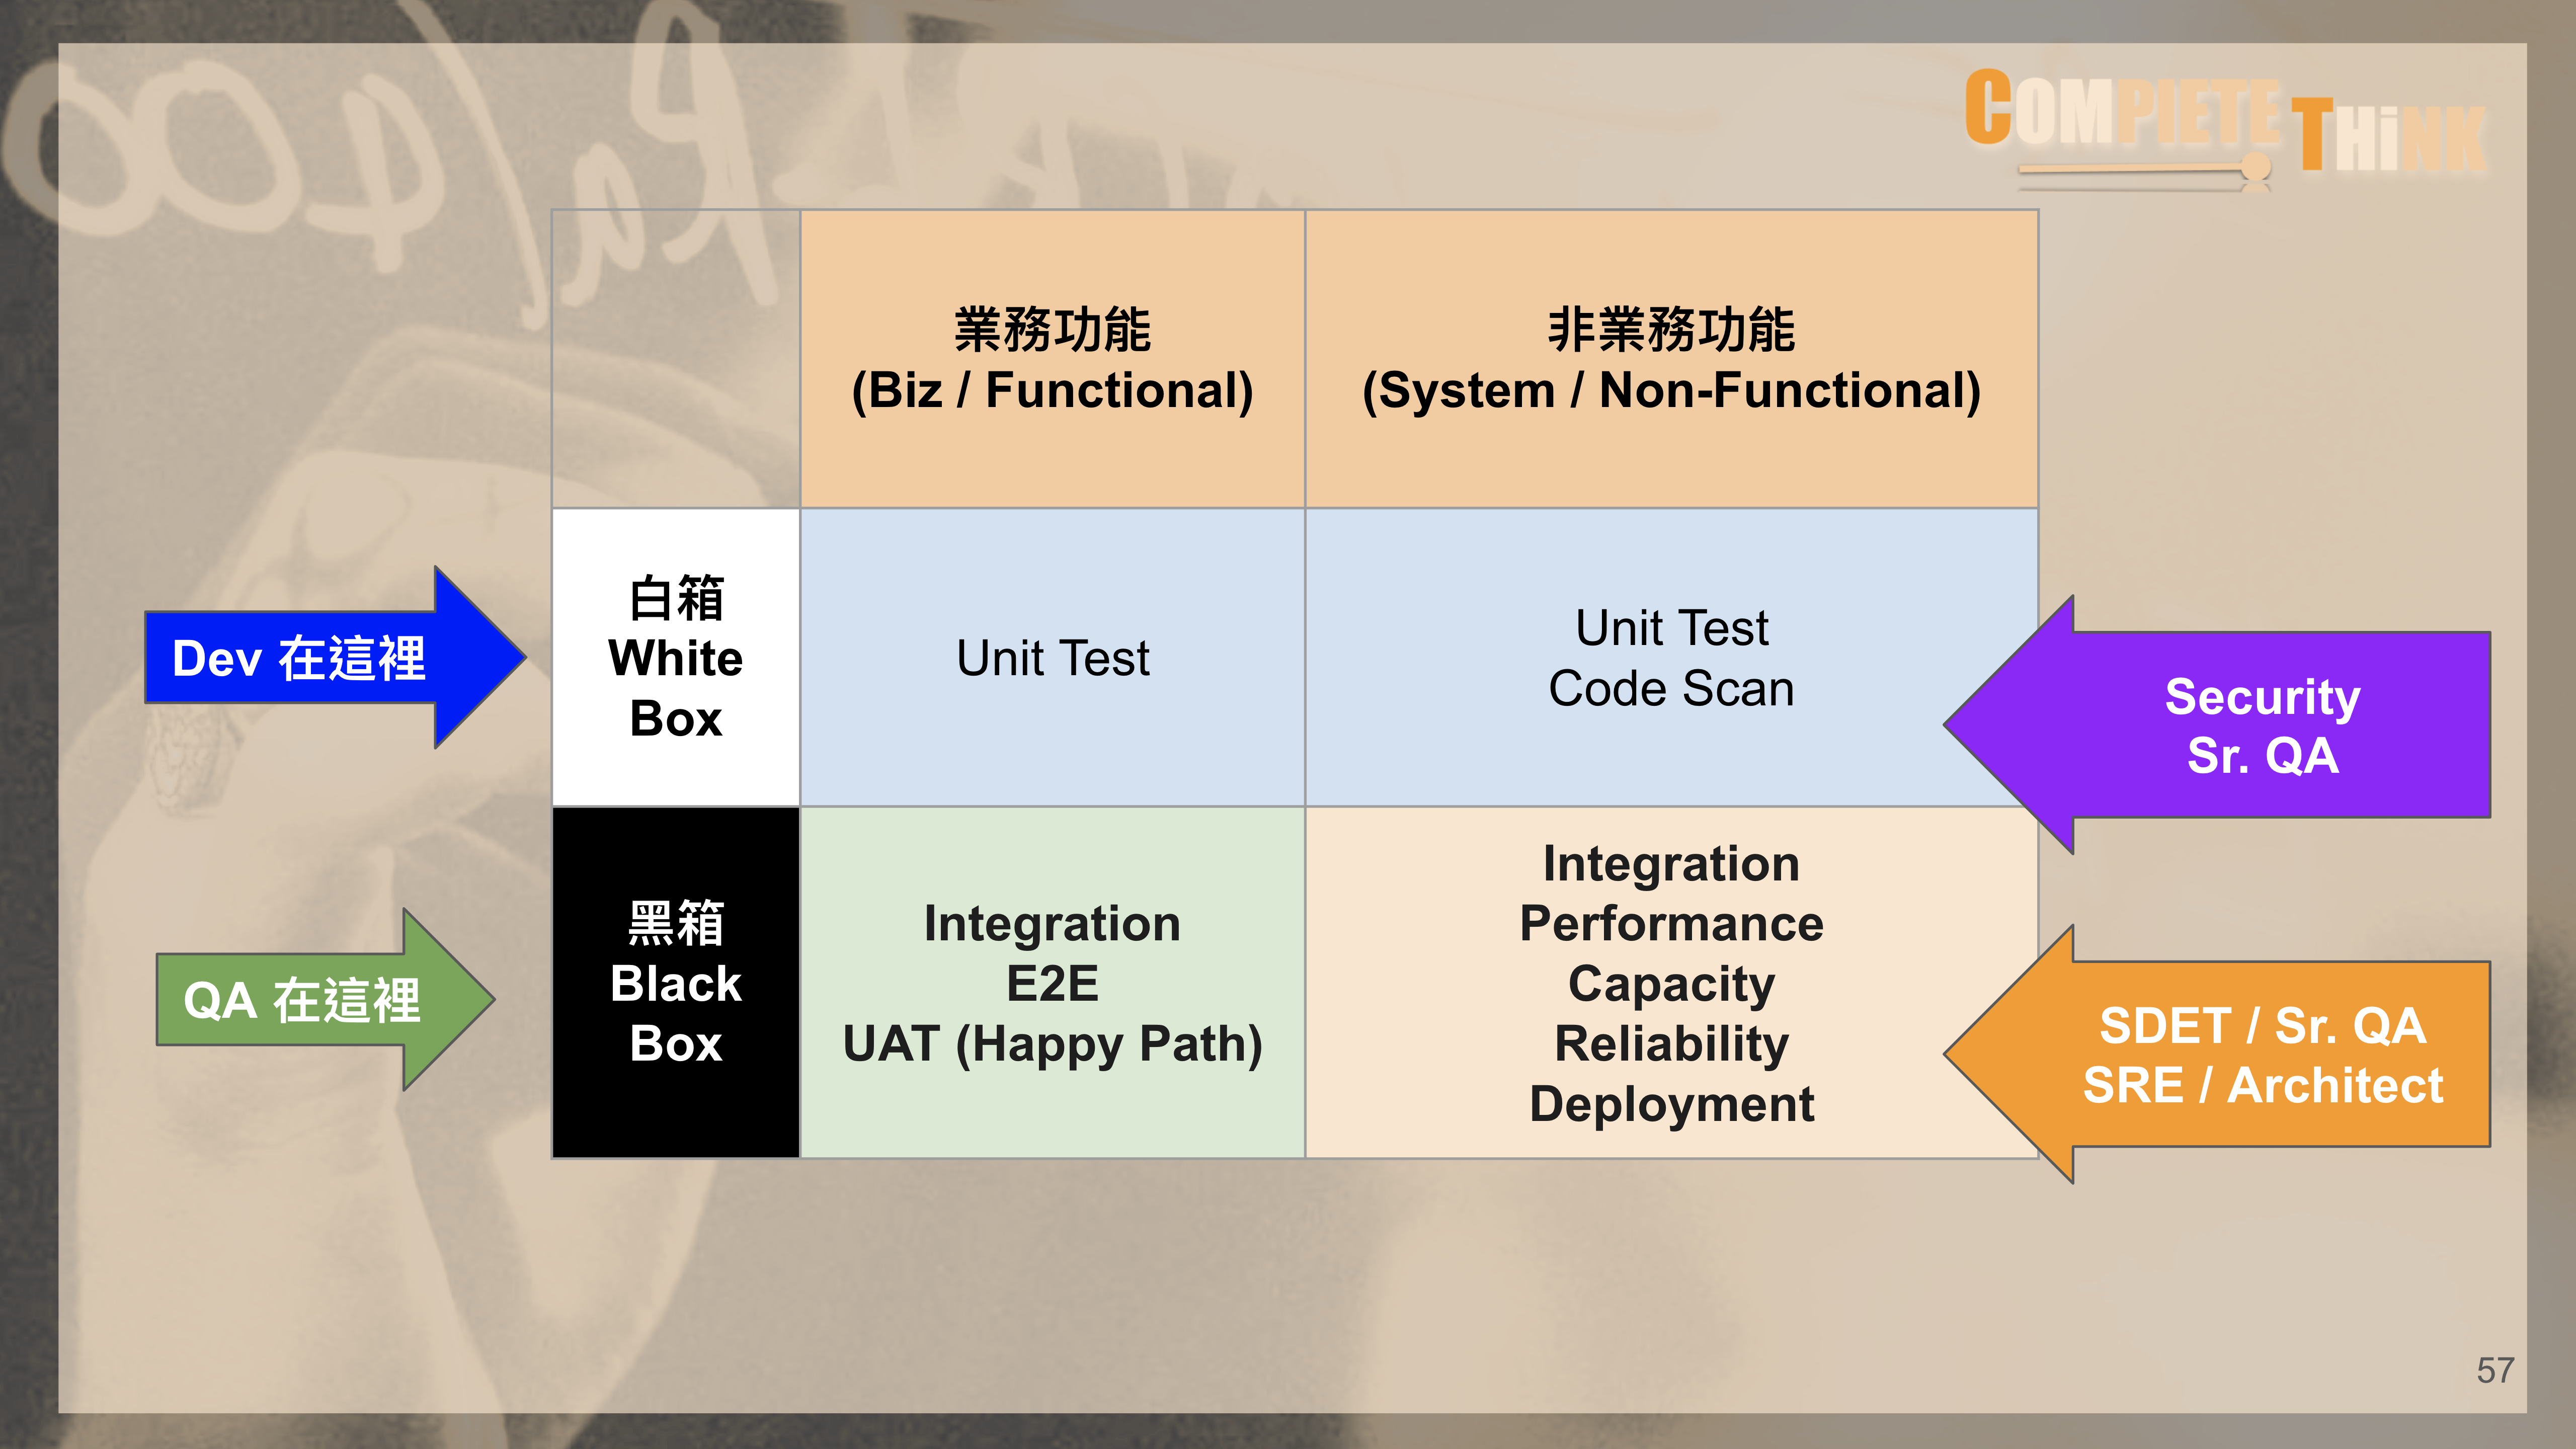 COMPlETE THiNK
業務功能
(Biz / Functional)
非業務功能
(System / Non-Functional)
Dev 在這裡
白箱
White
Box
Unit Test
Unit Test
Code Scan
Security
Sr. QA
QA 在這裡
黑箱
Black
Box
Integration
E2E
UAT (Happy Path)
Integration
Performance
Capacity
Reliability
Deployment
SDET / Sr. QA
SRE / Architect
57